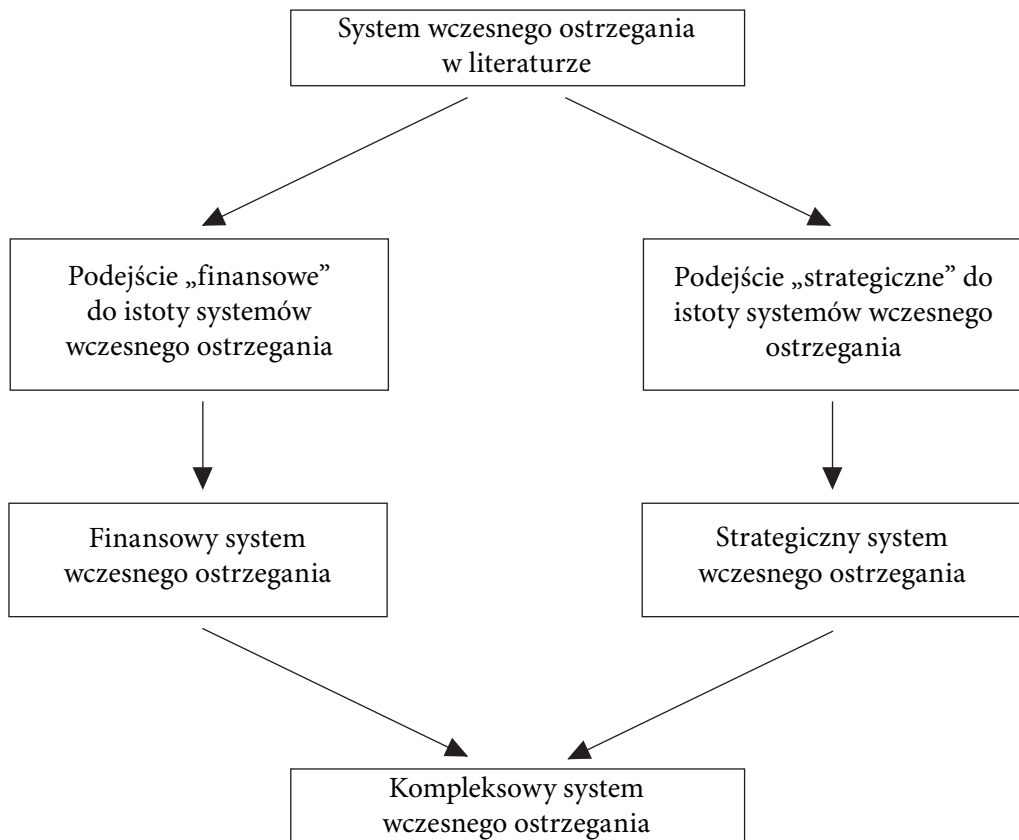 System wczesnego ostrzegania
w literaturze
Podejście „finansowe”
do istoty systemów
wczesnego ostrzegania
Podejście „strategiczne” do
istoty systemów wczesnego
ostrzegania
Finansowy system
wczesnego ostrzegania
Strategiczny system
wczesnego ostrzegania
Kompleksowy system
wczesnego ostrzegania